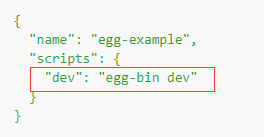 {
  "name": "egg-example",
  "scripts": {
    "dev": "egg-bin dev"
  }
}